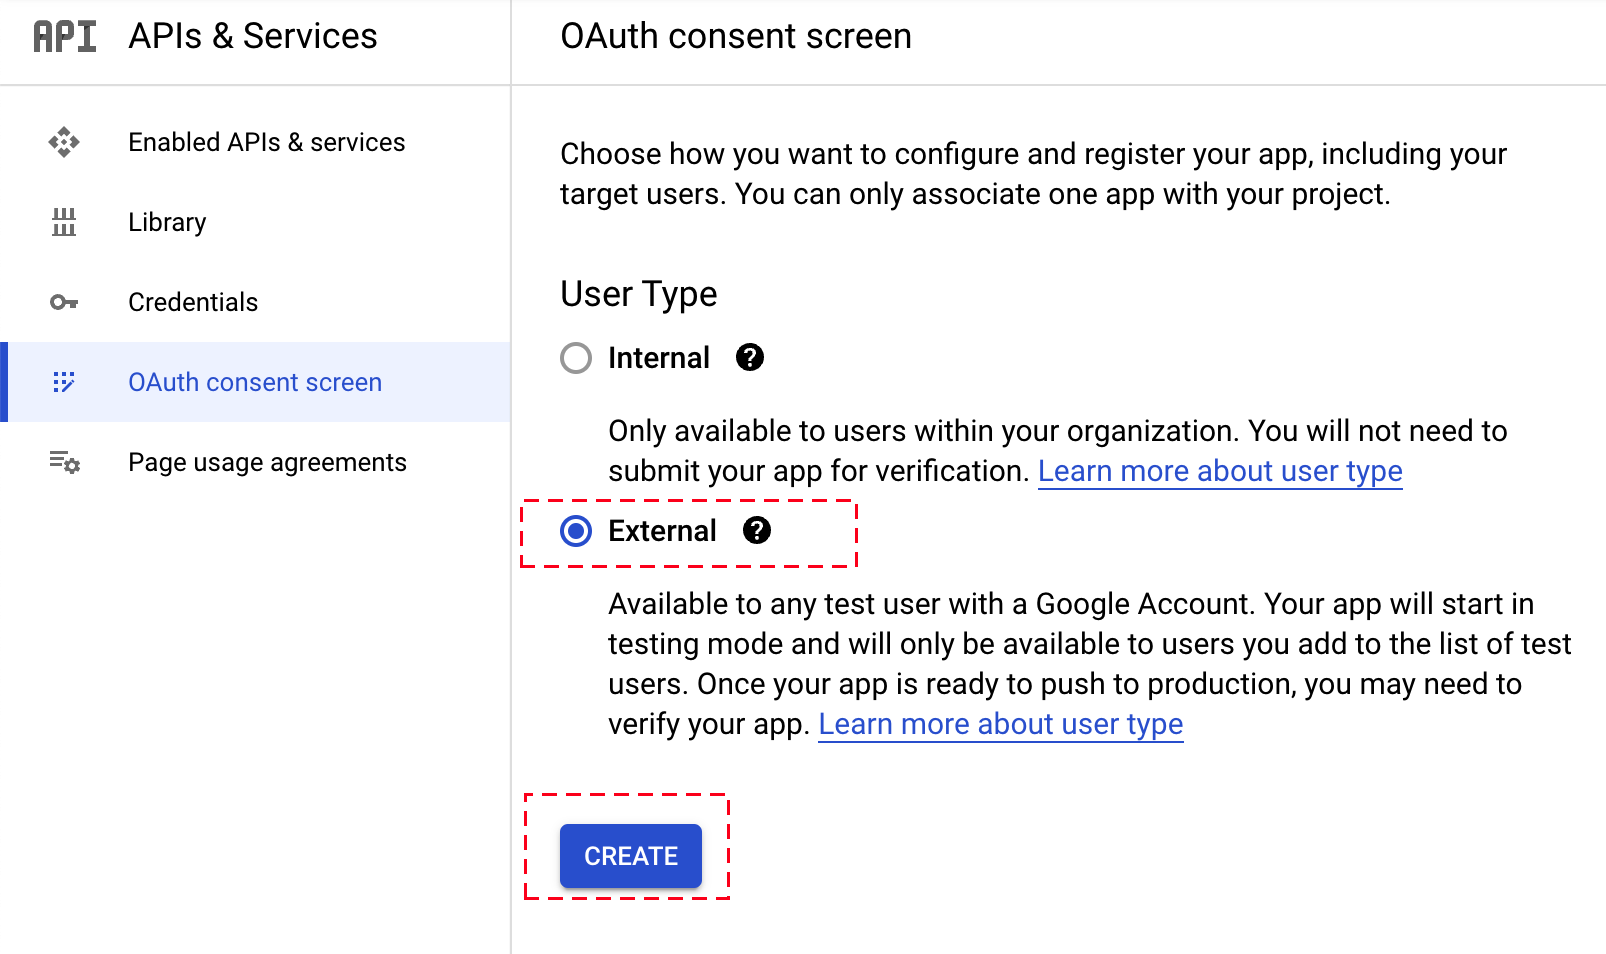 API APIs & Services
OAuth consent screen
Enabled APIs & services
Library
Credentials
OAuth consent screen
Page usage agreements
Choose how you want to configure and register your app, including your
target users. You can only associate one app with your project.
User Type
Internal ?
Only available to users within your organization. You will not need to
submit your app for verification. Learn more about user type
External ?
Available to any test user with a Google Account. Your app will start in
testing mode and will only be available to users you add to the list of test
users. Once your app is ready to push to production, you may need to
verify your app. Learn more about user type
CREATE